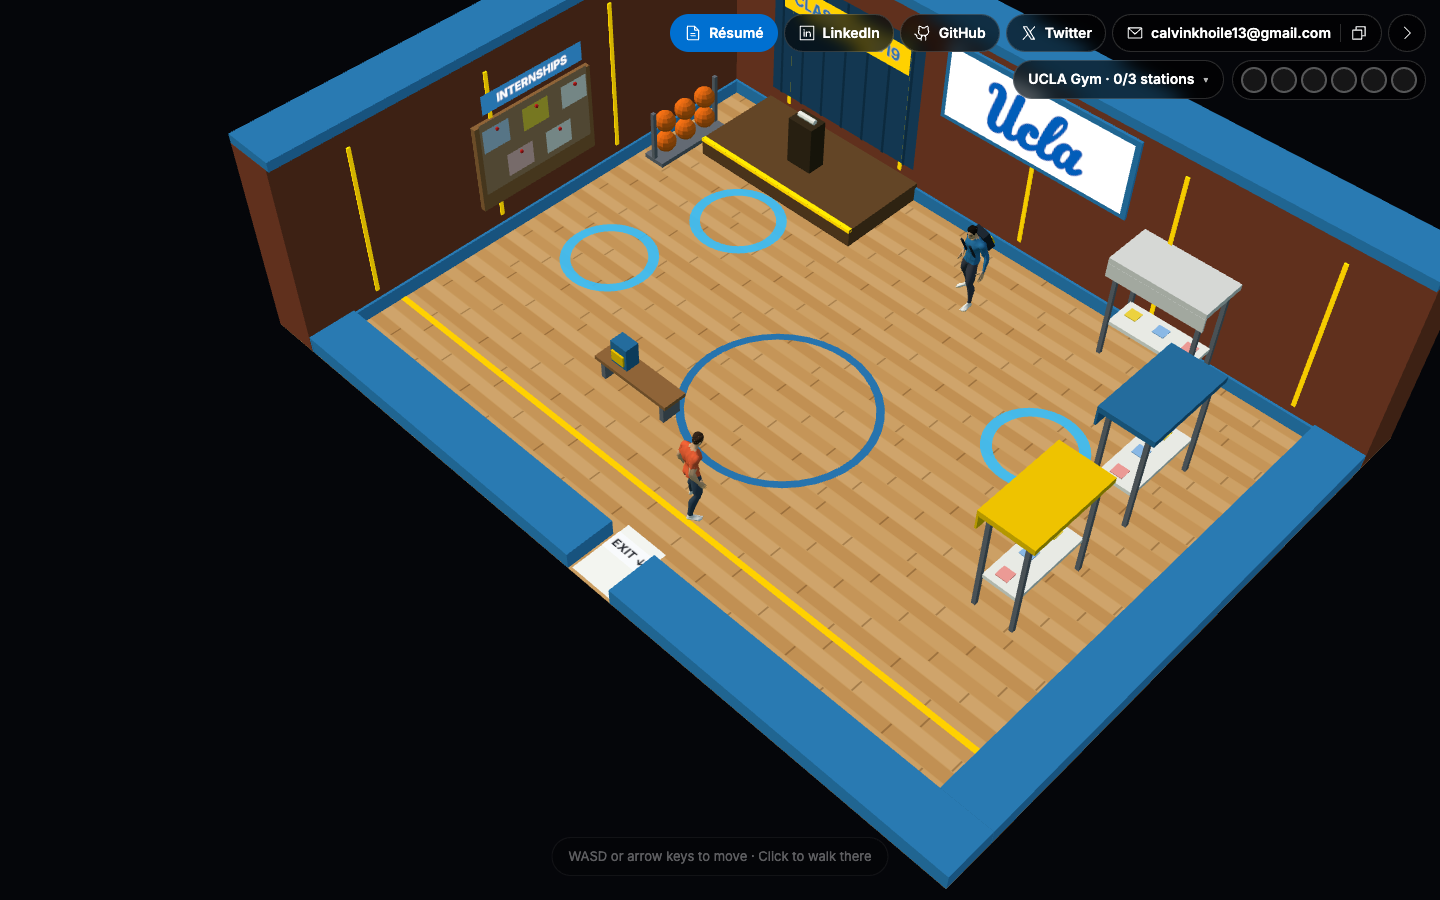 Résumé
LinkedIn
GitHub
Twitter
calvinkhoile13@gmail.com
UCLA Gym · 0/3 stations
INTERNSHIPS
19
Ucla
EXIT
WASD or arrow keys to move · Click to walk there